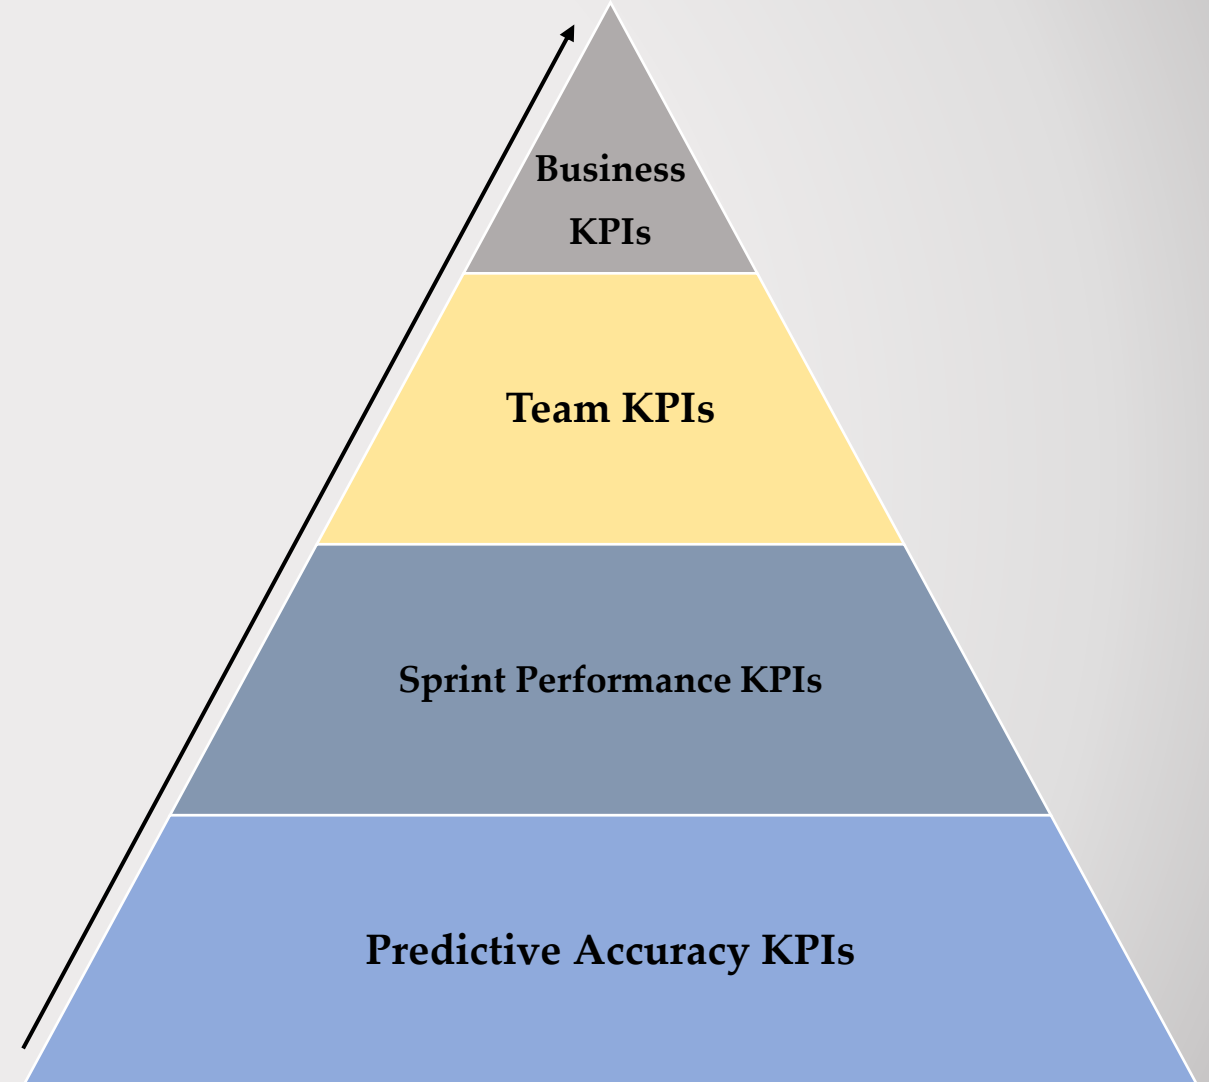 Business
KPIs
Team KPIs
Sprint Performance KPIs
Predictive Accuracy KPIs